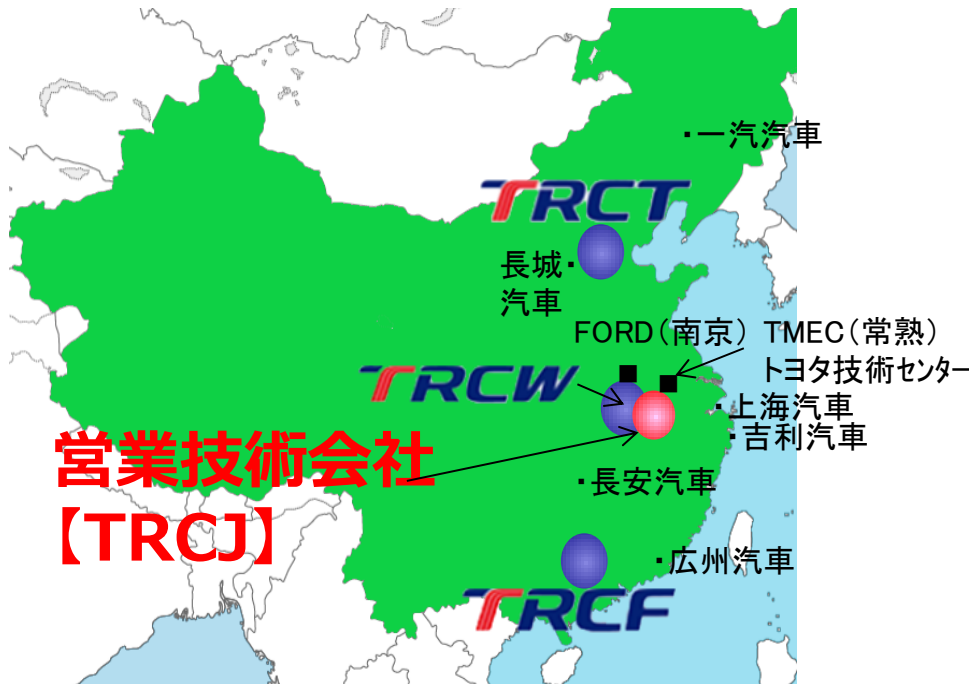 ・一汽汽車
TRCT
長城・
汽車
FORD（南京）
TMEC（常熟）
トヨタ技術センター
TRCW
・上海汽車
・吉利汽車
営業技術会社
【TRCJ】
・長安汽車
・広州汽車
TRCF